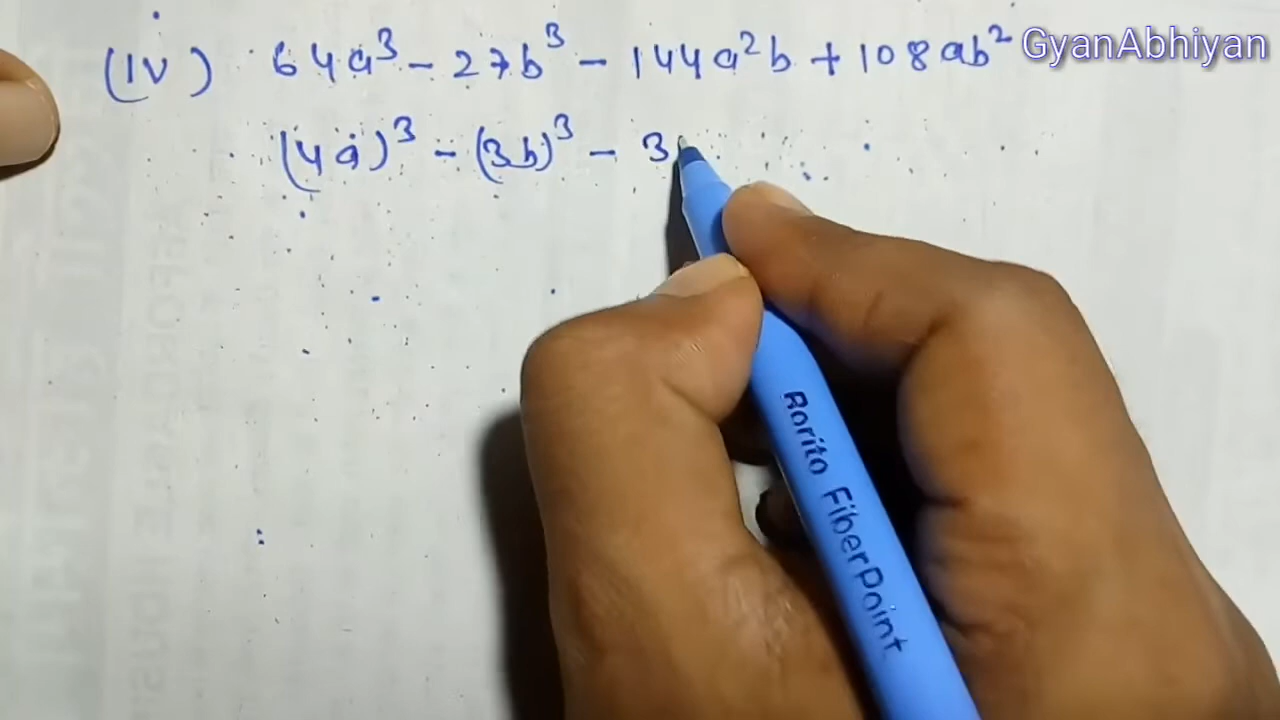 (IV) 64a³ - 27b³ - 144a²b + 108ab²
GyanAbhiyan
(4a)³ - (3b)³ - 3
Rorito FiberPoint